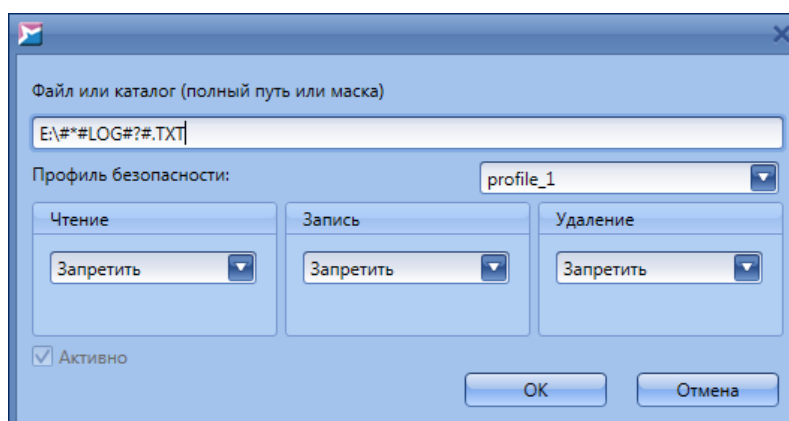 Файл или каталог (полный путь или маска)
E:\#*#LOG#?#.TXT
Профиль безопасности:
profile_1
Чтение
Запись
Удаление
Запретить
Запретить
Запретить
Активно
ОК
Отмена